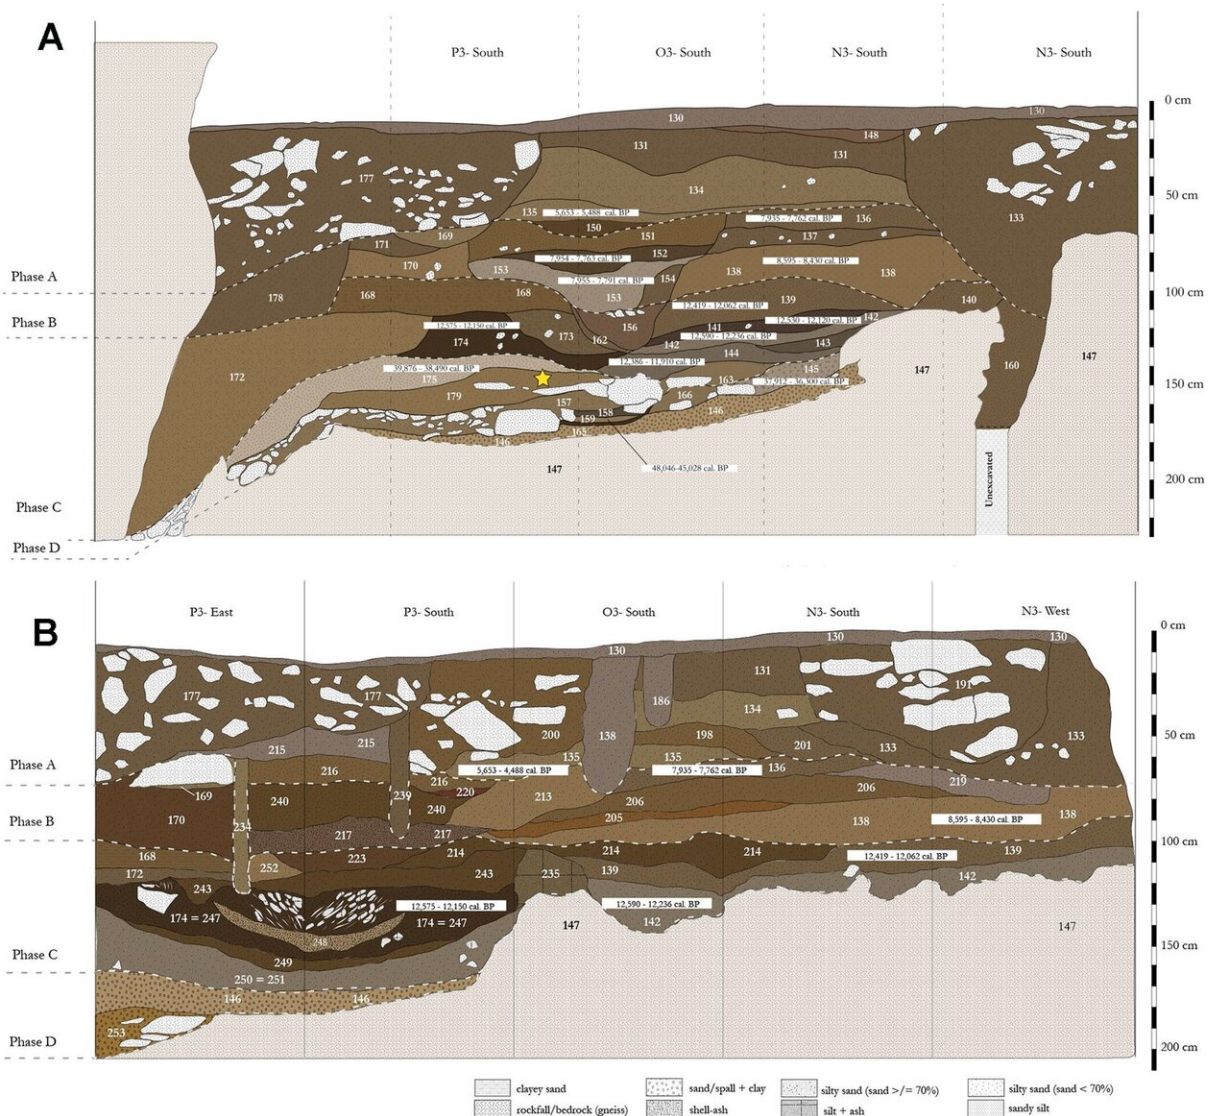 A
P3- South
O3- South
N3- South
N3- South
0 cm
130
130
148
131
131
177
134
50 cm
135
5,653 - 5,488 cal. BP
7,935 - 7,762 cal. BP
136
133
150
169
151
137
171
152
7,954 - 7,763 cal. BP
8,595 - 8,430 cal. BP
170
153
154
138
138
Phase A
7,955 - 7,791 cal. BP
178
168
168
153
12,419 - 12,062 cal. BP
139
140
100 cm
Phase B
12,575 - 12,150 cal. BP
156
141
12,530 - 12,120 cal. BP
142
174
173
162
142
12,590 - 12,236 cal. BP
143
144
12,386 - 11,910 cal. BP
147
147
160
172
39,876 - 38,490 cal. BP
175
145
163
37,912 - 36,300 cal. BP
150 cm
179
157
166
158
146
159
165
146
147
48,046-45,028 cal. BP
200 cm
Unexcavated
Phase C
Phase D
B
P3- East
P3- South
O3- South
N3- South
N3- West
0 cm
130
130
130
177
177
186
131
191
134
200
138
198
50 cm
215
215
135
135
201
133
133
Phase A
216
216
5,653 - 4,488 cal. BP
7,935 - 7,762 cal. BP
136
219
169
240
239
220
213
206
206
240
205
Phase B
170
234
217
217
138
8,595 - 8,430 cal. BP
138
100 cm
168
223
214
214
214
12,419 - 12,062 cal. BP
139
252
172
243
243
235
139
142
174 = 247
12,575 - 12,150 cal. BP
12,590 - 12,236 cal. BP
174 = 247
147
142
147
248
249
Phase C
150 cm
250 = 251
146
146
253
Phase D
200 cm
clayey sand
sand/spall + clay
silty sand (sand >/= 70%)
silty sand (sand < 70%)
rockfall/bedrock (gneiss)
shell-ash
silt + ash
sandy silt